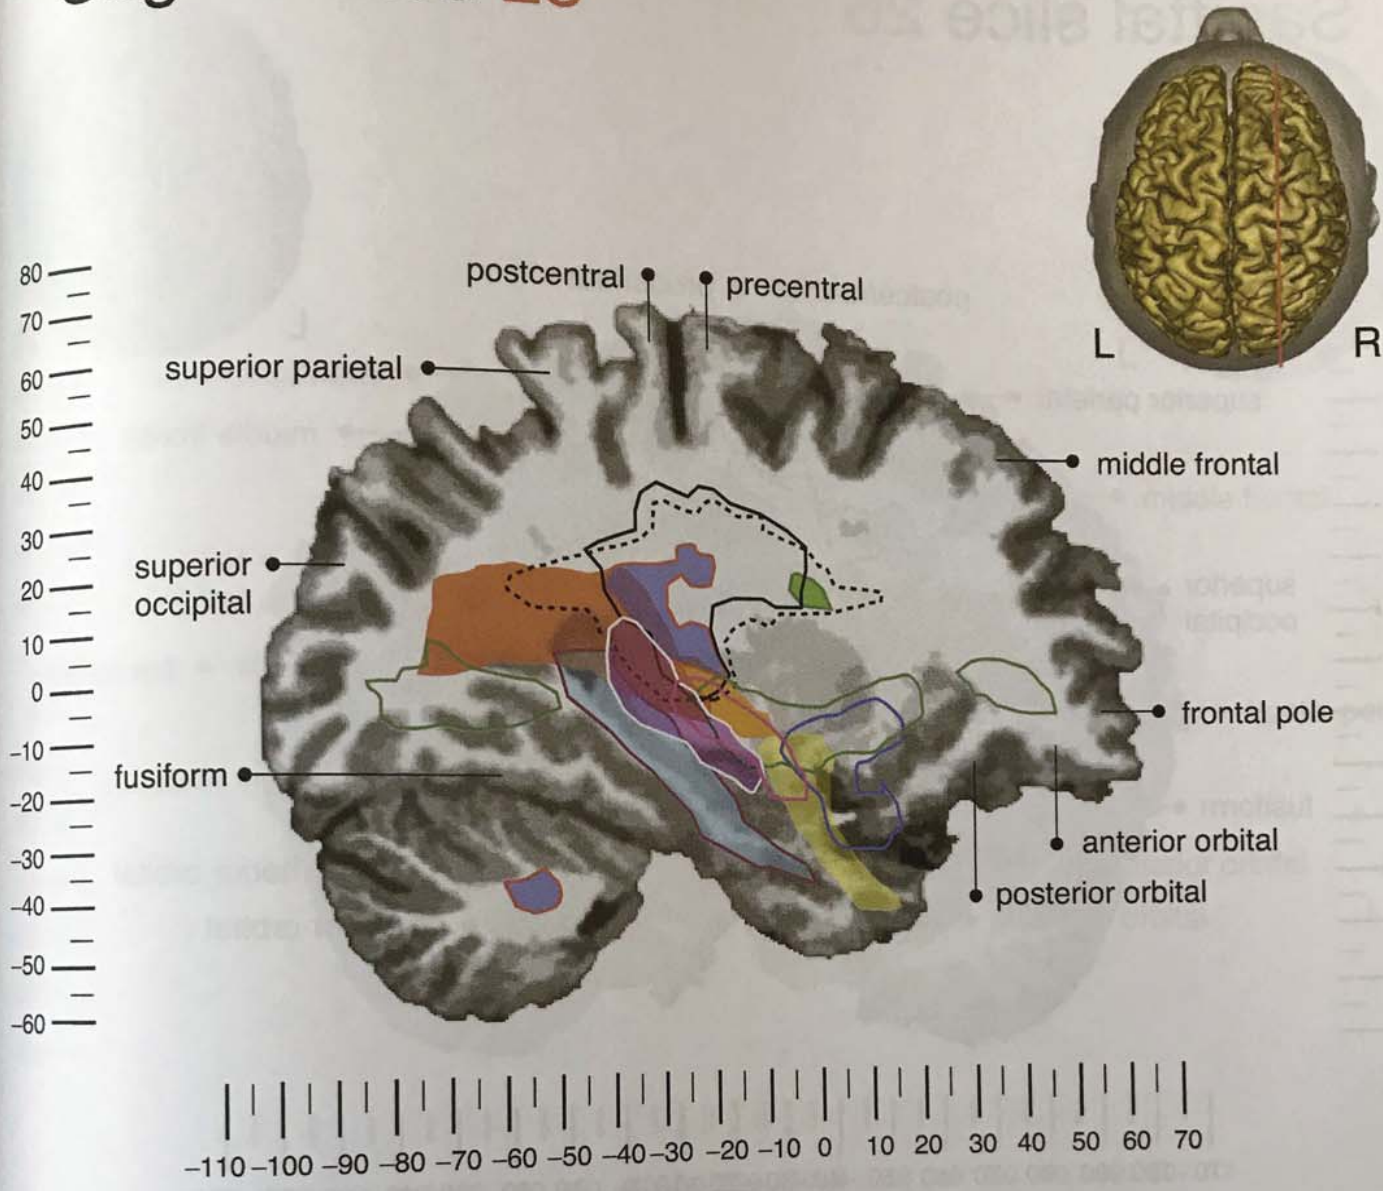 postcentral
precentral
superior parietal
middle frontal
superior
occipital
frontal pole
fusiform
anterior orbital
posterior orbital
L
R
80
70
60
50
40
30
20
10
0
–10
–20
–30
–40
–50
–60
–110 –100 –90 –80 –70 –60 –50 –40 –30 –20 –10 0 10 20 30 40 50 60 70